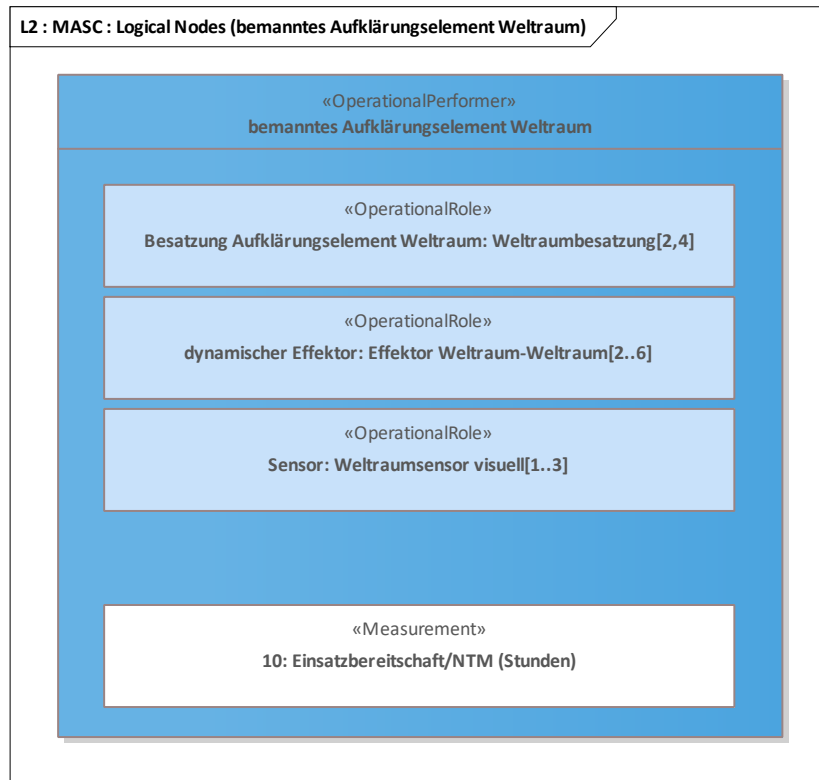 L2 : MASC : Logical Nodes (bemanntes Aufklärungselement Weltraum)
«OperationalPerformer»
bemanntes Aufklärungselement Weltraum
«OperationalRole»
Besatzung Aufklärungselement Weltraum: Weltraumbesatzung[2,4]
«OperationalRole»
dynamischer Effektor: Effektor Weltraum-Weltraum[2..6]
«OperationalRole»
Sensor: Weltraumsensor visuell[1..3]
«Measurement»
10: Einsatzbereitschaft/NTM (Stunden)